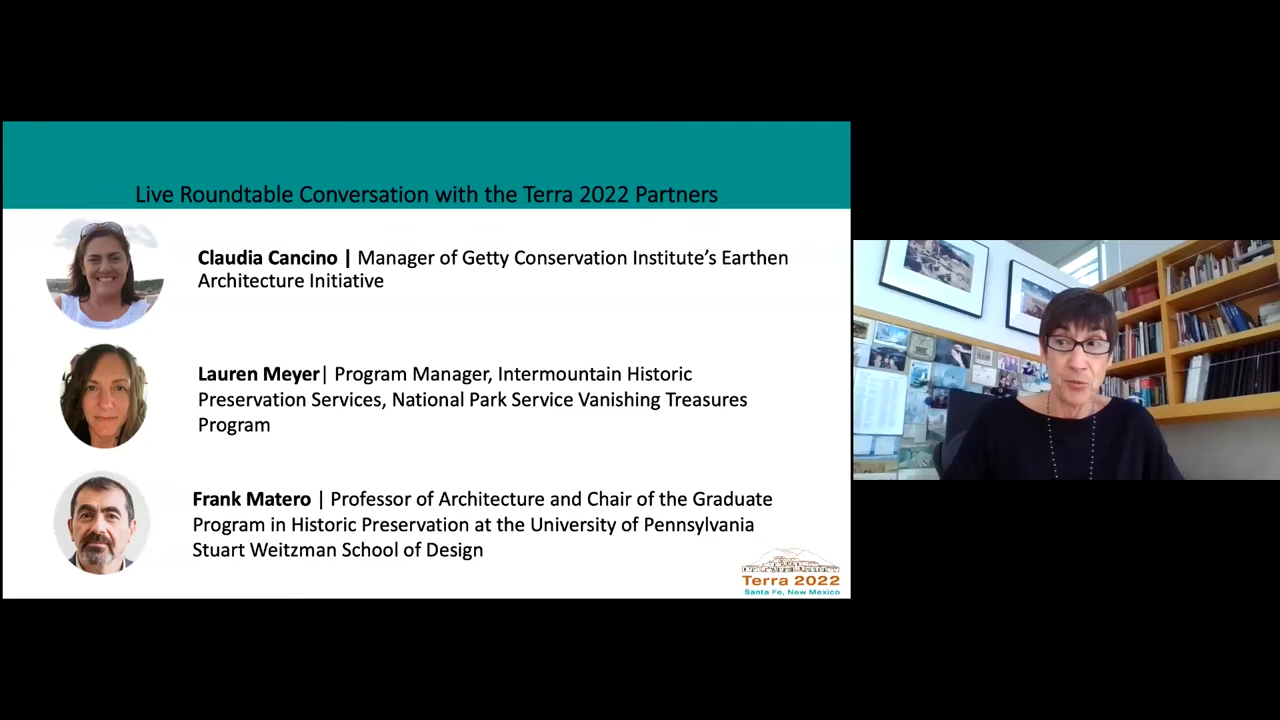 Live Roundtable Conversation with the Terra 2022 Partners
Claudia Cancino | Manager of Getty Conservation Institute’s Earthen
Architecture Initiative
Lauren Meyer| Program Manager, Intermountain Historic
Preservation Services, National Park Service Vanishing Treasures
Program
Frank Matero | Professor of Architecture and Chair of the Graduate
Program in Historic Preservation at the University of Pennsylvania
Stuart Weitzman School of Design
Terra 2022
Santa Fe, New Mexico